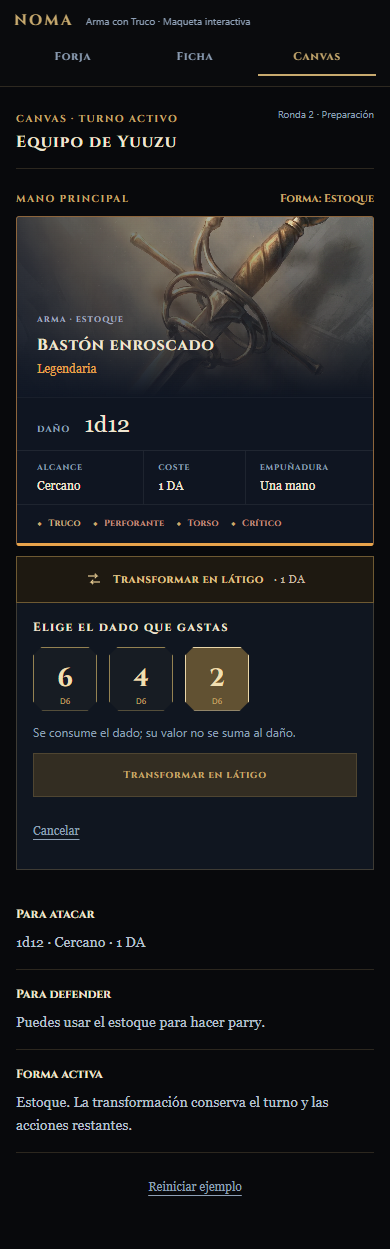 NOMA Arma con Truco · Maqueta interactiva
Forja Ficha Canvas
CANVAS · TURNO ACTIVO Ronda 2 · Preparación
Equipo de Yuuzu
MANO PRINCIPAL Forma: Estoque
ARMA · ESTOQUE
Bastón enroscado
Legendaria
DAÑO 1d12
ALCANCE COSTE EMPUÑADURA
Cercano 1 DA Una mano
Truco Perforante Torso Crítico
Transformar en látigo · 1 DA
Elige el dado que gastas
6 4 2
D6 D6 D6
Se consume el dado; su valor no se suma al daño.
Transformar en látigo
Cancelar
Para atacar
1d12 · Cercano · 1 DA
Para defender
Puedes usar el estoque para hacer parry.
Forma activa
Estoque. La transformación conserva el turno y las
acciones restantes.
Reiniciar ejemplo